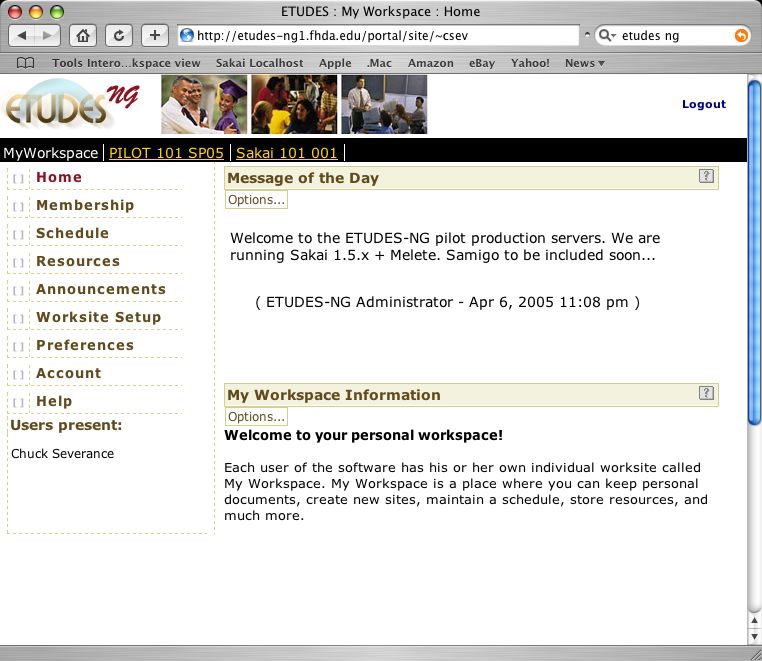 ETUDES : My Workspace : Home
http://etudes-ng1.fhda.edu/portal/site/~csev
etudes ng
Tools Intero...kspace view Sakai Localhost Apple .Mac Amazon eBay Yahoo! News
ETUDES NG
Logout
MyWorkspace PILOT 101 SP05 Sakai 101 001
[ ] Home
[ ] Membership
[ ] Schedule
[ ] Resources
[ ] Announcements
[ ] Worksite Setup
[ ] Preferences
[ ] Account
[ ] Help
Users present:
Chuck Severance
Message of the Day ?
Options...
Welcome to the ETUDES-NG pilot production servers. We are
running Sakai 1.5.x + Melete. Samigo to be included soon...
( ETUDES-NG Administrator - Apr 6, 2005 11:08 pm )
My Workspace Information ?
Options...
Welcome to your personal workspace!
Each user of the software has his or her own individual worksite called
My Workspace. My Workspace is a place where you can keep personal
documents, create new sites, maintain a schedule, store resources, and
much more.